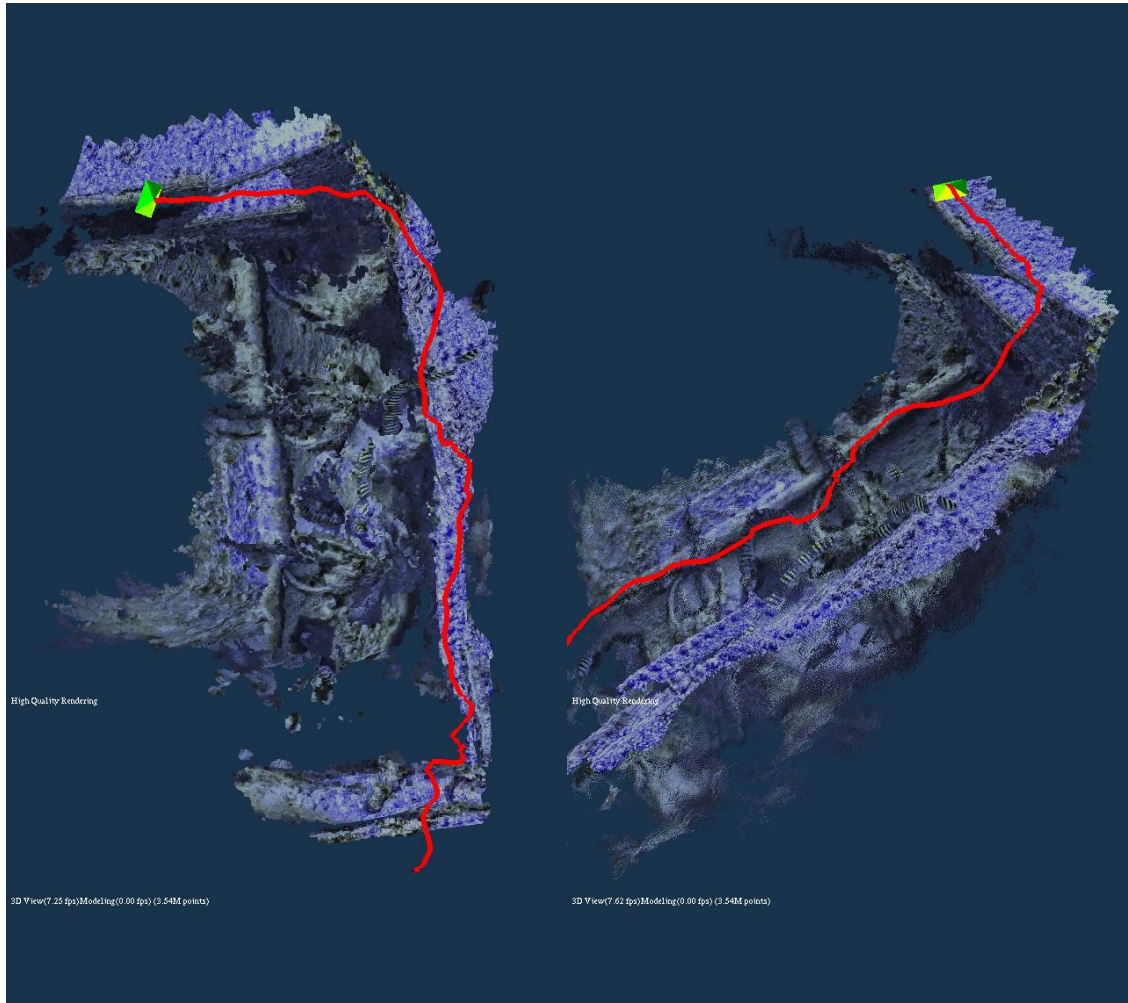 High Quality Rendering
3D View(7.25 fps)Modeling(0.00 fps) (3.54M points)
High Quality Rendering
3D View(7.62 fps)Modeling(0.00 fps) (3.54M points)